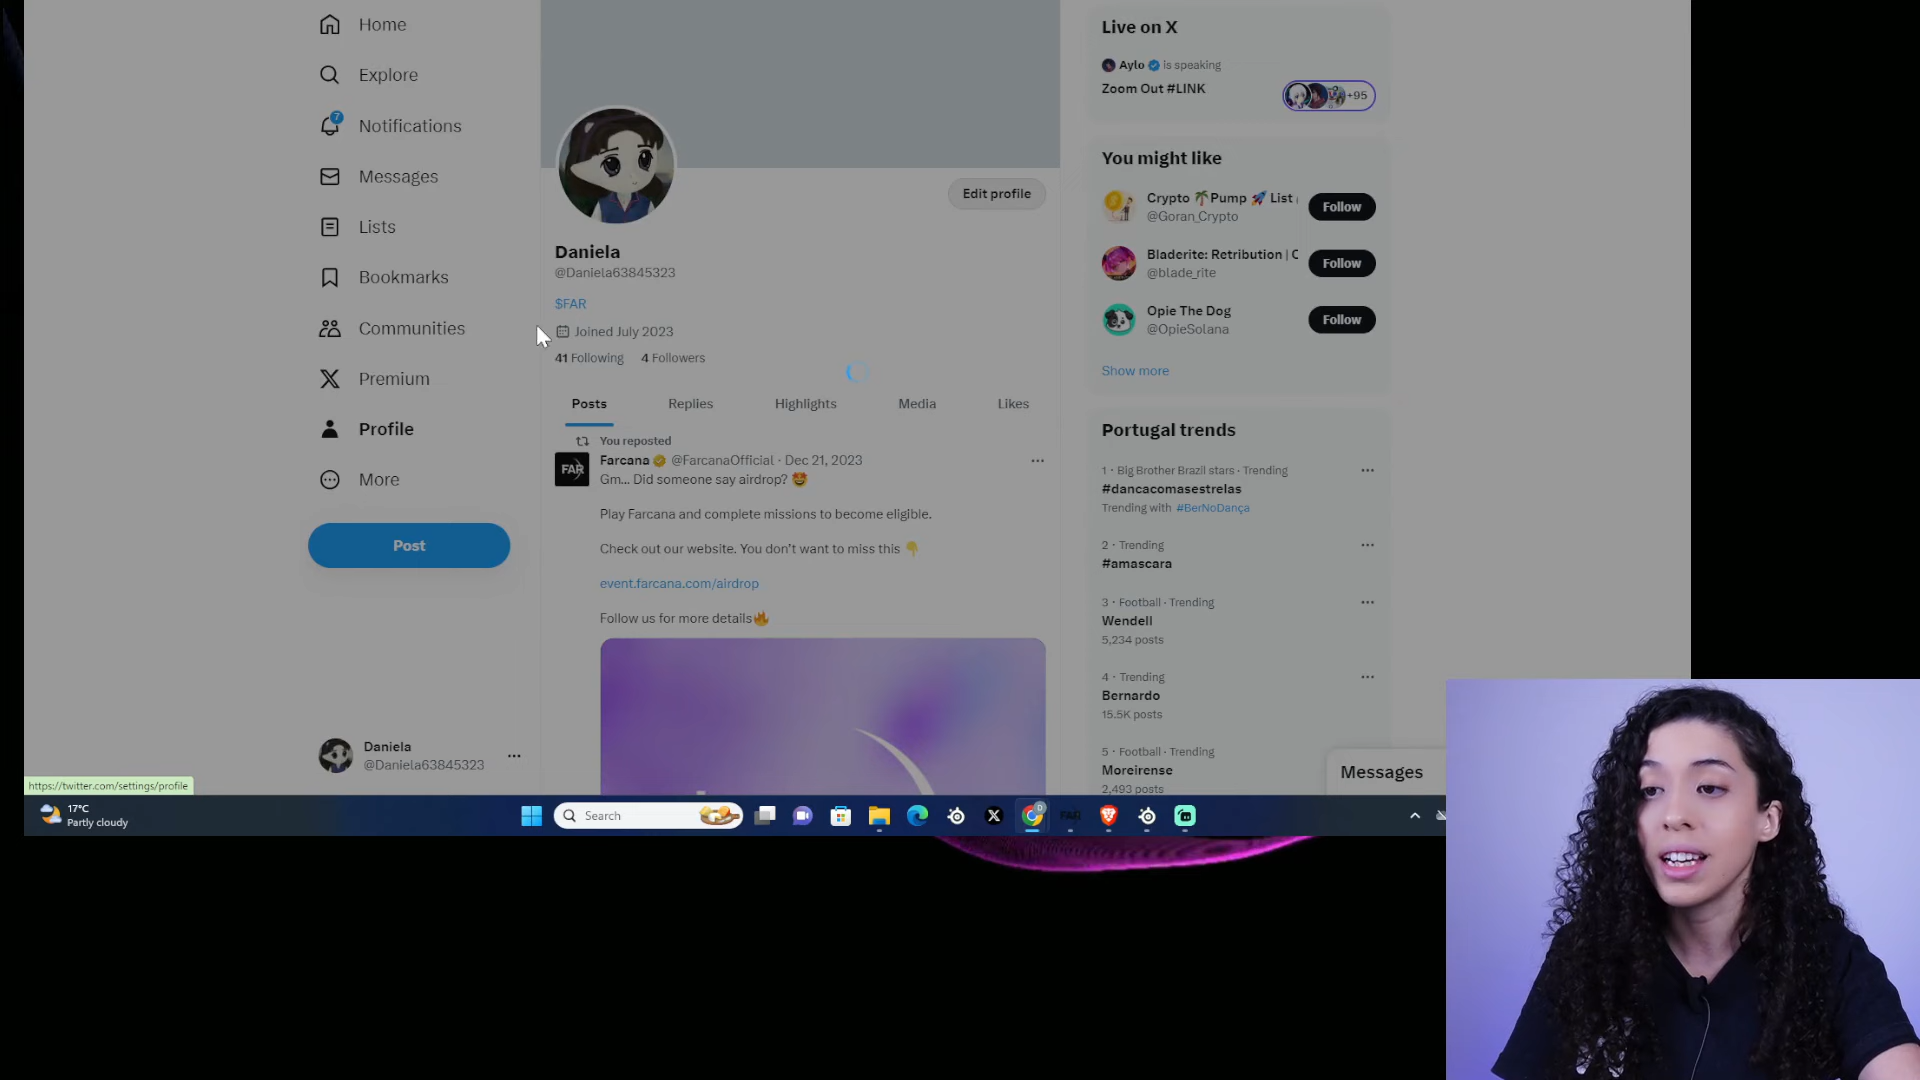 Home
Explore
7
Notifications
Messages
Lists
Bookmarks
Communities
Premium
Profile
More
Post
Daniela
@Daniela63845323
https://twitter.com/settings/profile
Edit profile
Daniela
@Daniela63845323
$FAR
Joined July 2023
41 Following 4 Followers
Posts Replies Highlights Media Likes
You reposted
FAR
Farcana @FarcanaOfficial · Dec 21, 2023
Gm... Did someone say airdrop? 🤩
Play Farcana and complete missions to become eligible.
Check out our website. You don't want to miss this 👇
event.farcana.com/airdrop
Follow us for more details🔥
Live on X
Aylo is speaking
Zoom Out #LINK
+95
You might like
Crypto 🌴Pump 🚀 List
@Goran_Crypto
Follow
Bladerite: Retribution | C
@blade_rite
Follow
Opie The Dog
@OpieSolana
Follow
Show more
Portugal trends
1 · Big Brother Brazil stars · Trending
#dancacomasestrelas
Trending with #BerNoDança
2 · Trending
#amascara
3 · Football · Trending
Wendell
5,234 posts
4 · Trending
Bernardo
15.5K posts
5 · Football · Trending
Moreirense
2,493 posts
Messages
17°C
Partly cloudy
Search
FAR